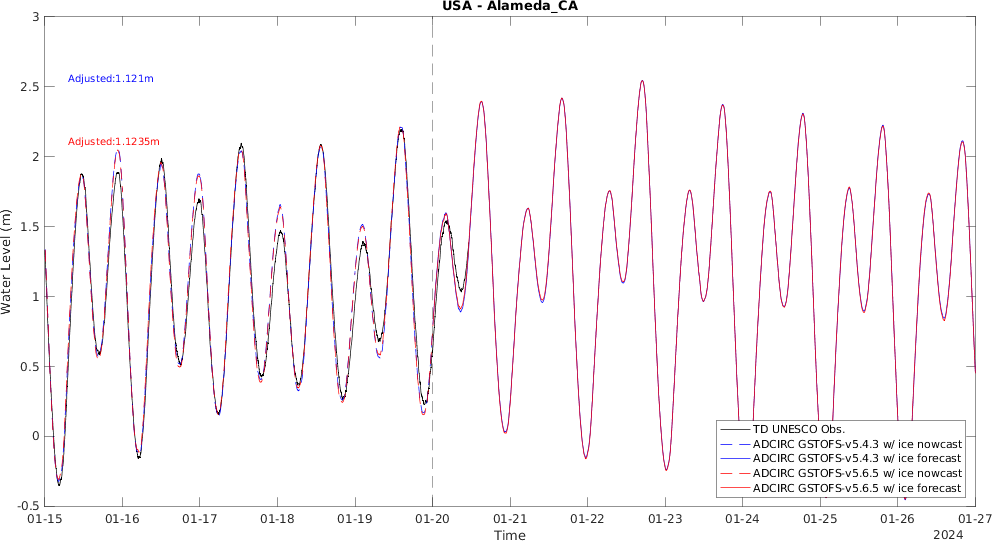 USA - Alameda_CA
Adjusted:1.121m
Adjusted:1.1235m
Water Level (m)
3
2.5
2
1.5
1
0.5
0
-0.5
TD UNESCO Obs.
ADCIRC GSTOFS-v5.4.3 w/ ice nowcast
ADCIRC GSTOFS-v5.4.3 w/ ice forecast
ADCIRC GSTOFS-v5.6.5 w/ ice nowcast
ADCIRC GSTOFS-v5.6.5 w/ ice forecast
01-15 01-16 01-17 01-18 01-19 01-20 01-21 01-22 01-23 01-24 01-25 01-26 01-27
Time
2024